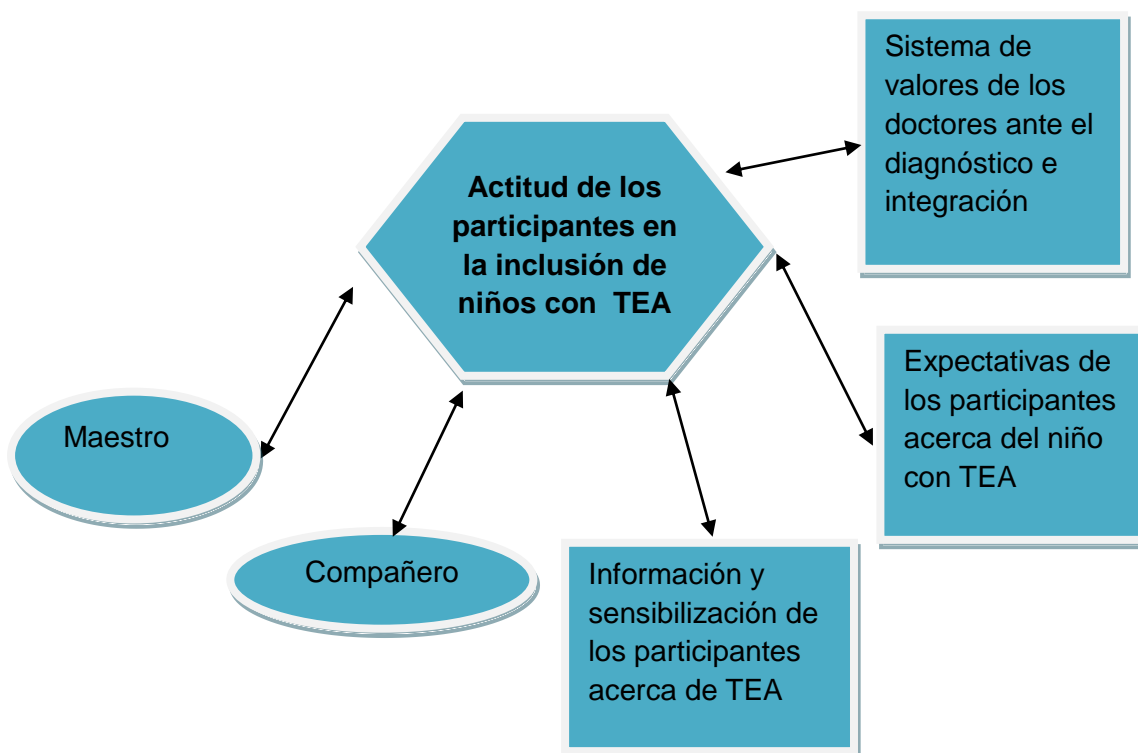 Sistema de
valores de los
doctores ante el
diagnóstico e
integración
Actitud de los
participantes en
la inclusión de
niños con  TEA
Expectativas de
los participantes
acerca del niño
con TEA
Maestro
Compañero
Información y
sensibilización de
los participantes
acerca de TEA